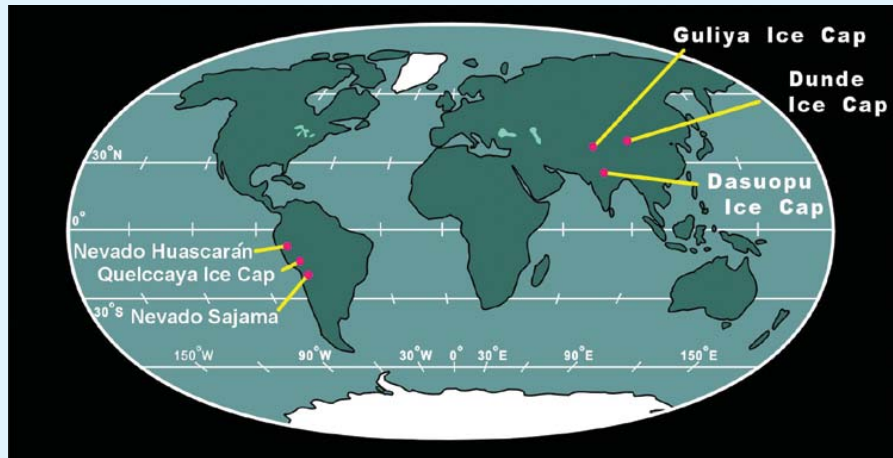 Guliya Ice Cap
Dunde
Ice Cap
30°N
Dasuopu
Ice Cap
0°
Nevado Huascarán
Quelccaya Ice Cap
30°S
Nevado Sajama
150°W
90°W
30°W
0°
30°E
90°E
150°E